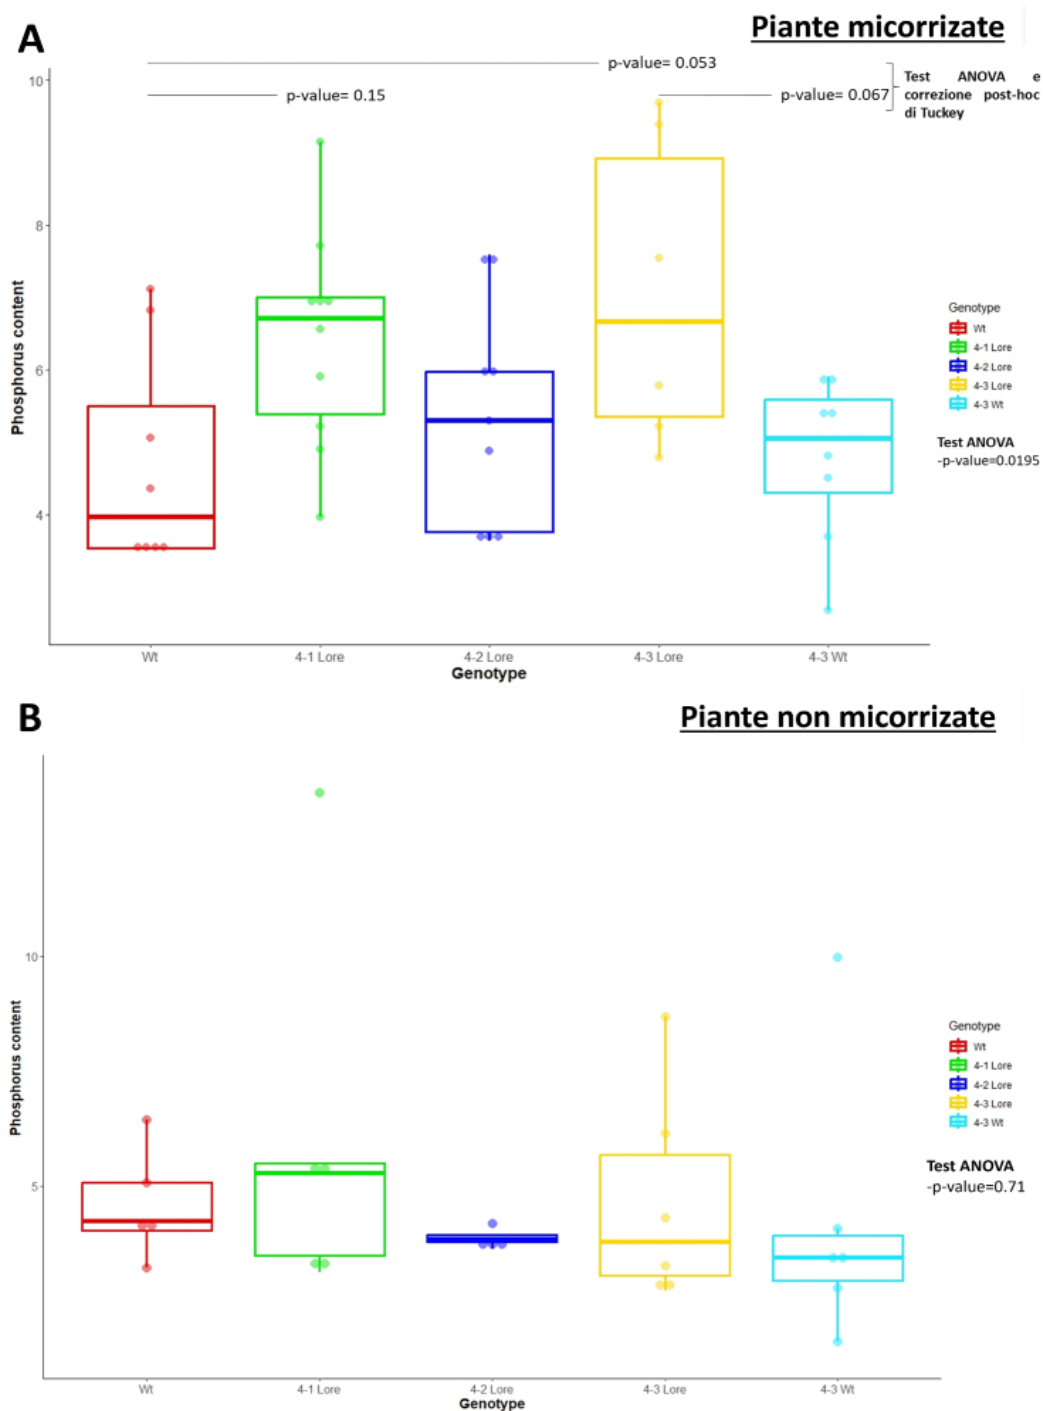 A
Piante micorrizate
p-value= 0.053
p-value= 0.15
p-value= 0.067
Test ANOVA e
correzione post-hoc
di Tuckey
10
8
6
4
Phosphorus content
Genotype
Wt
4-1 Lore
4-2 Lore
4-3 Lore
4-3 Wt
Test ANOVA
-p-value=0.0195
Wt
4-1 Lore
4-2 Lore
4-3 Lore
4-3 Wt
Genotype
B
Piante non micorrizate
10
5
Phosphorus content
Genotype
Wt
4-1 Lore
4-2 Lore
4-3 Lore
4-3 Wt
Test ANOVA
-p-value=0.71
Wt
4-1 Lore
4-2 Lore
4-3 Lore
4-3 Wt
Genotype